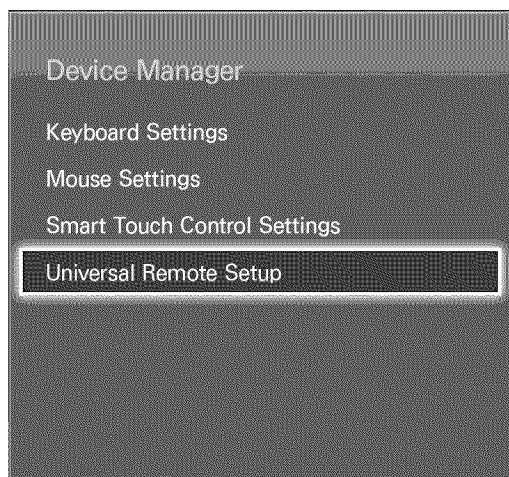 Device Manager
Keyboard Settings
Mouse Settings
Smart Touch Control Settings
Universal Remote Setup